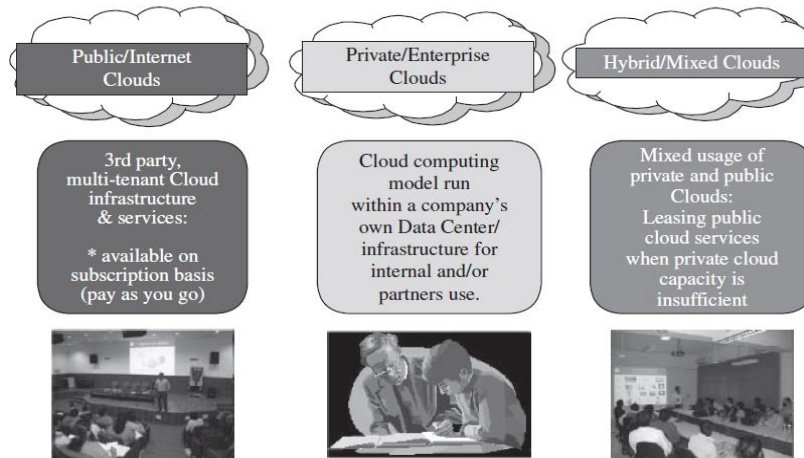 Public/Internet
Clouds
Private/Enterprise
Clouds
Hybrid/Mixed Clouds
3rd party,
multi-tenant Cloud
infrastructure
& services:
* available on
subscription basis
(pay as you go)
Cloud computing
model run
within a company’s
own Data Center/
infrastructure for
internal and/or
partners use.
Mixed usage of
private and public
Clouds:
Leasing public
cloud services
when private cloud
capacity is
insufficient